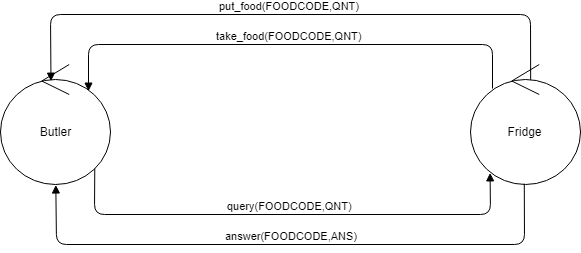 put_food(FOODCODE,QNT)
take_food(FOODCODE,QNT)
Butler
Fridge
query(FOODCODE,QNT)
answer(FOODCODE,ANS)